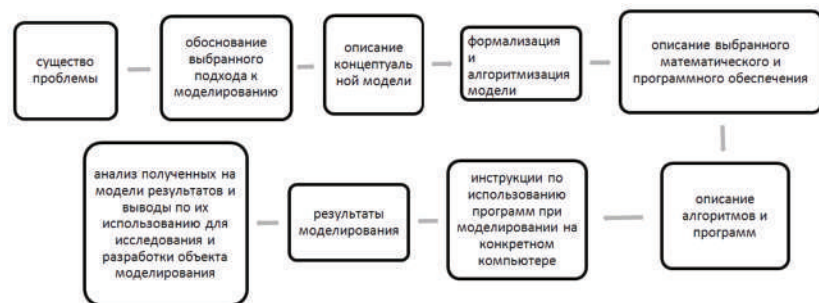 существо
проблемы
обоснование
выбранного
подхода к
моделированию
описание
концептуаль
ной модели
формализация
и
алгоритмизация
модели
описание выбранного
математического и
программного обеспечения
описание
алгоритмов и
программ
инструкции по
использованию
программ при
моделировании на
конкретном
компьютере
результаты
моделирования
анализ полученных на
модели результатов и
выводы по их
использованию для
исследования и
разработки объекта
моделирования